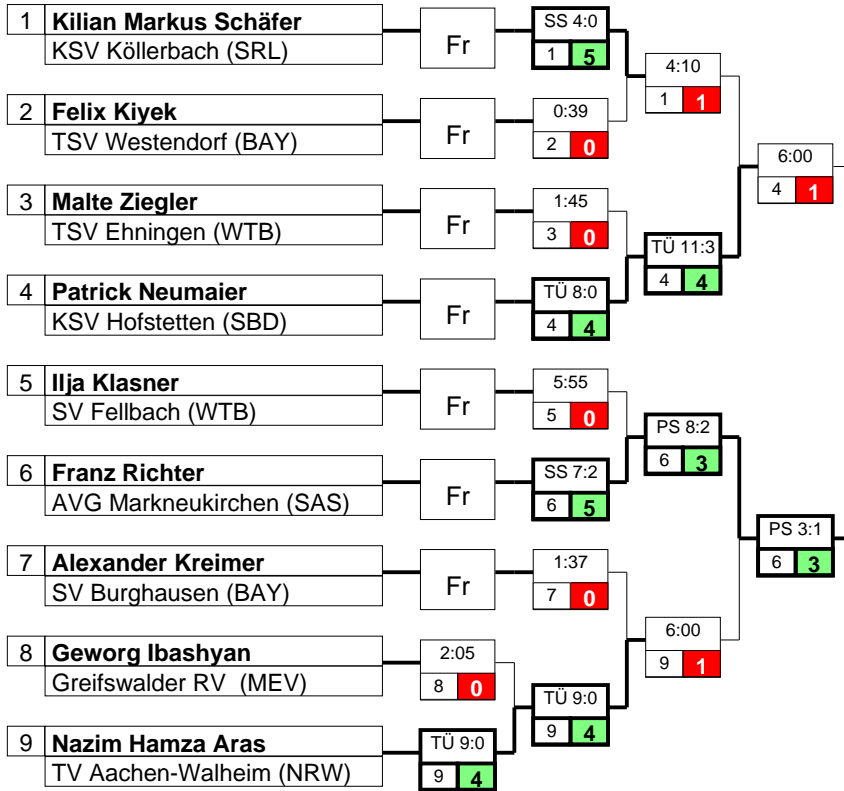 1 Kilian Markus Schäfer
KSV Köllerbach (SRL)
Fr
SS 4:0
1 5
4:10
1 1
2 Felix Kiyek
TSV Westendorf (BAY)
Fr
0:39
2 0
6:00
4 1
3 Malte Ziegler
TSV Ehningen (WTB)
Fr
1:45
3 0
TÜ 11:3
4 4
4 Patrick Neumaier
KSV Hofstetten (SBD)
Fr
TÜ 8:0
4 4
5 Ilja Klasner
SV Fellbach (WTB)
Fr
5:55
5 0
PS 8:2
6 3
6 Franz Richter
AVG Markneukirchen (SAS)
Fr
SS 7:2
6 5
PS 3:1
6 3
7 Alexander Kreimer
SV Burghausen (BAY)
Fr
1:37
7 0
6:00
9 1
8 Geworg Ibashyan
Greifswalder RV (MEV)
2:05
8 0
TÜ 9:0
9 4
9 Nazim Hamza Aras
TV Aachen-Walheim (NRW)
TÜ 9:0
9 4